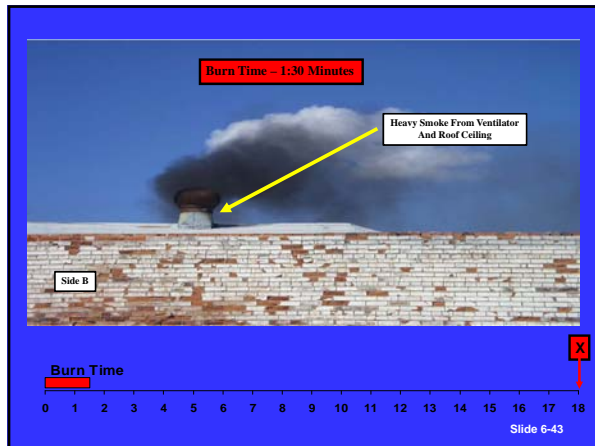 Burn Time – 1:30 Minutes
Heavy Smoke From Ventilator
And Roof Ceiling
Side B
X
Burn Time
0 1 2 3 4 5 6 7 8 9 10 11 12 13 14 15 16 17 18
Slide 6-43